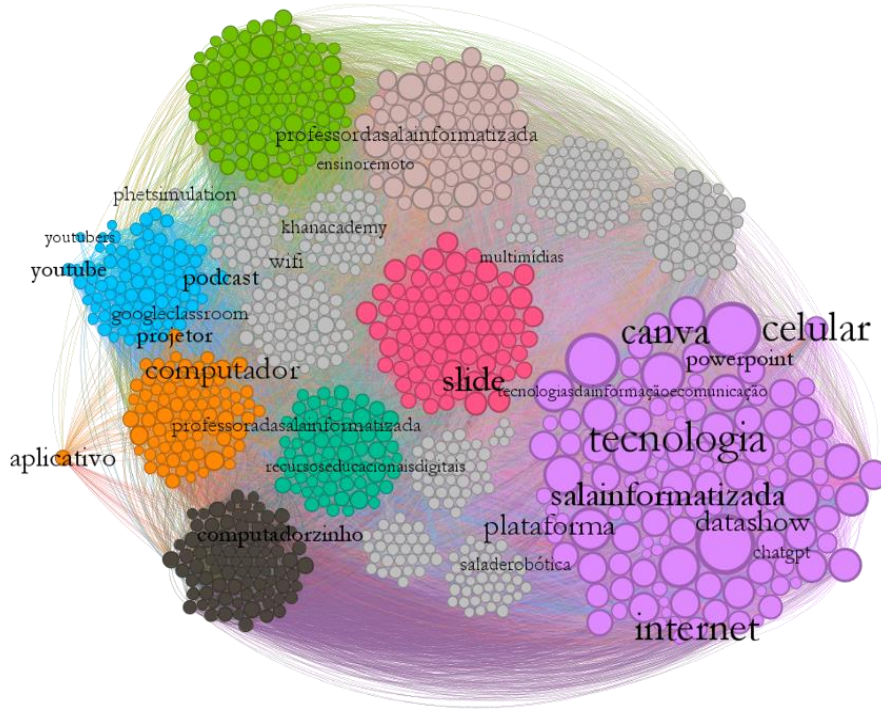 professordasalainformatizada
ensinoremoto
phetsimulation
khanacademy
youtubers
multimídias
wifi
youtube
podcast
googleclassroom
projetor
canva
celular
powerpoint
computador
slide
tecnologiasdainformaçãoecomunicação
professoradasalainformatizada
tecnologia
aplicativo
recursoseducacionaisdigitais
salainformatizada
plataforma
datashow
computadorzinho
chatgpt
saladerobótica
internet